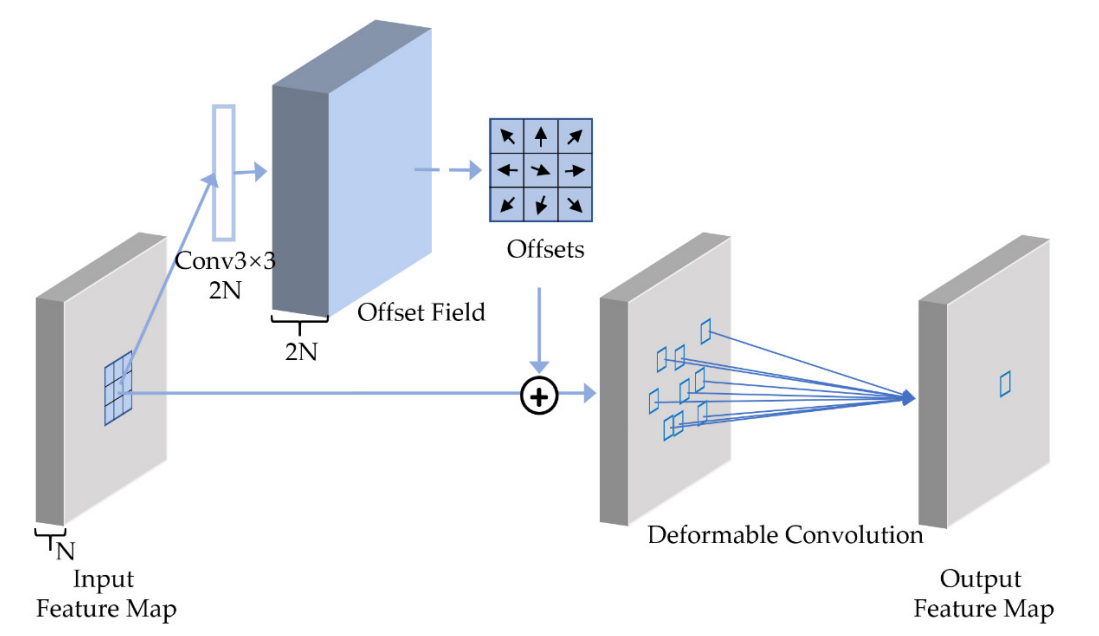 Conv3×3
2N
Offset Field
2N
Offsets
N
Input
Feature Map
Deformable Convolution
Output
Feature Map